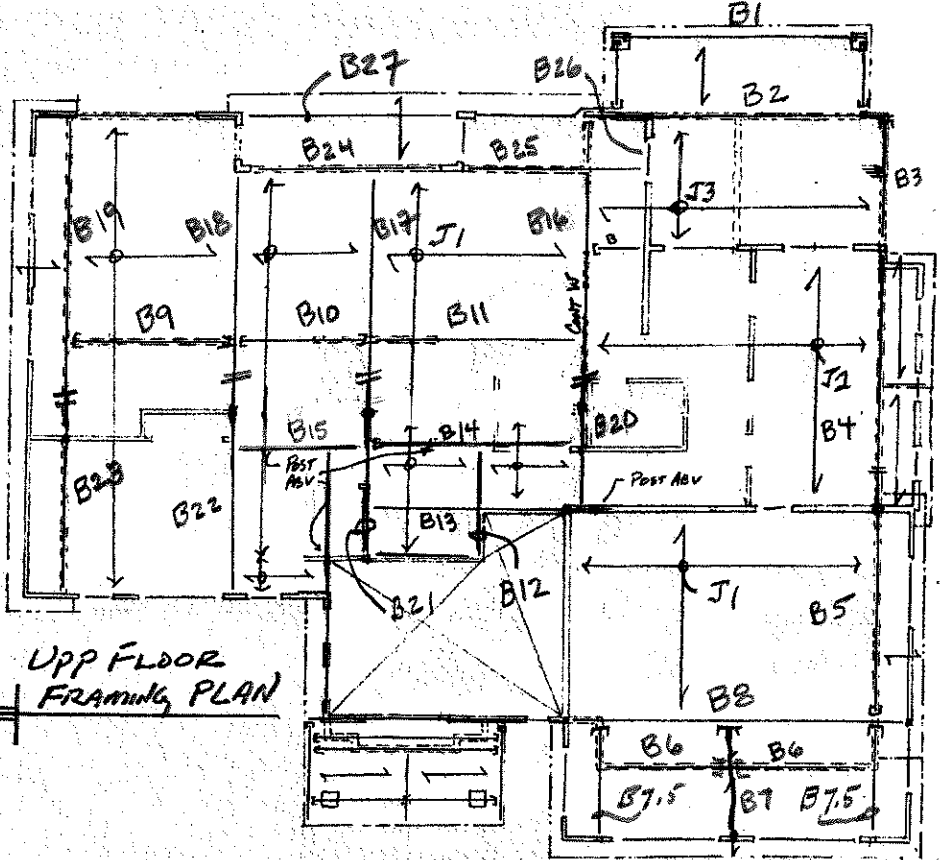 B1
B27
B26
B2
B24
B25
B3
B19
B18
B17
J1
B16
J3
B
B9
B10
B11
CONT W
J2
B4
B15
B14
B20
POST
ABV
POST ABV
B23
B22
B13
B12
B21
J1
B5
UPP FLOOR
FRAMING PLAN
B8
B6
B6
B7.5
B7
B7.5